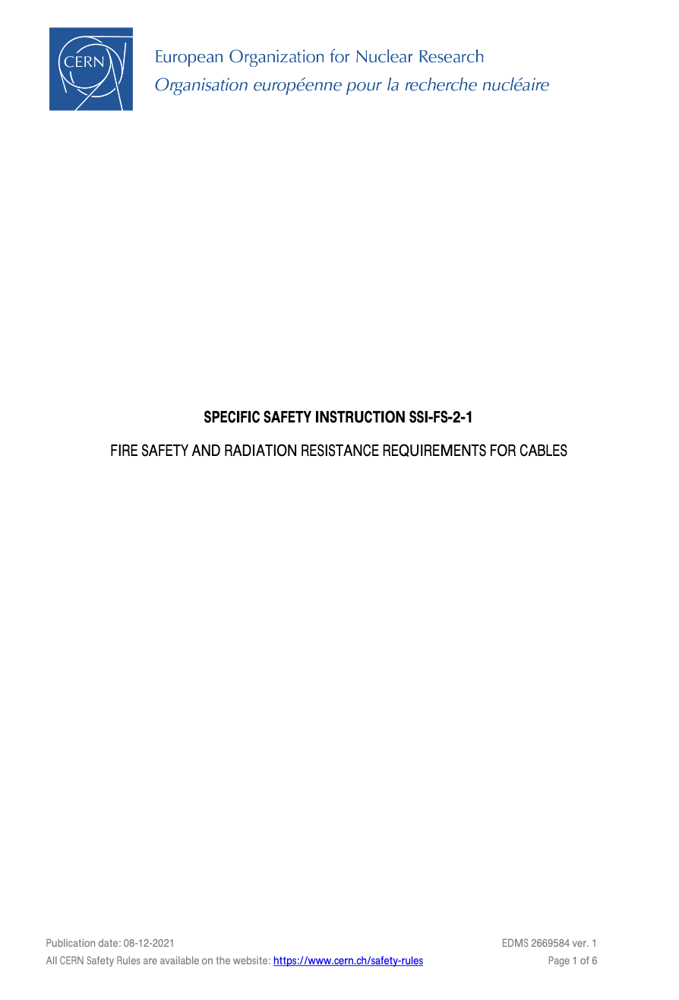 CERN
European Organization for Nuclear Research
Organisation européenne pour la recherche nucléaire
SPECIFIC SAFETY INSTRUCTION SSI-FS-2-1
FIRE SAFETY AND RADIATION RESISTANCE REQUIREMENTS FOR CABLES
Publication date: 08-12-2021
EDMS 2669584 ver. 1
All CERN Safety Rules are available on the website: https://www.cern.ch/safety-rules
Page 1 of 6